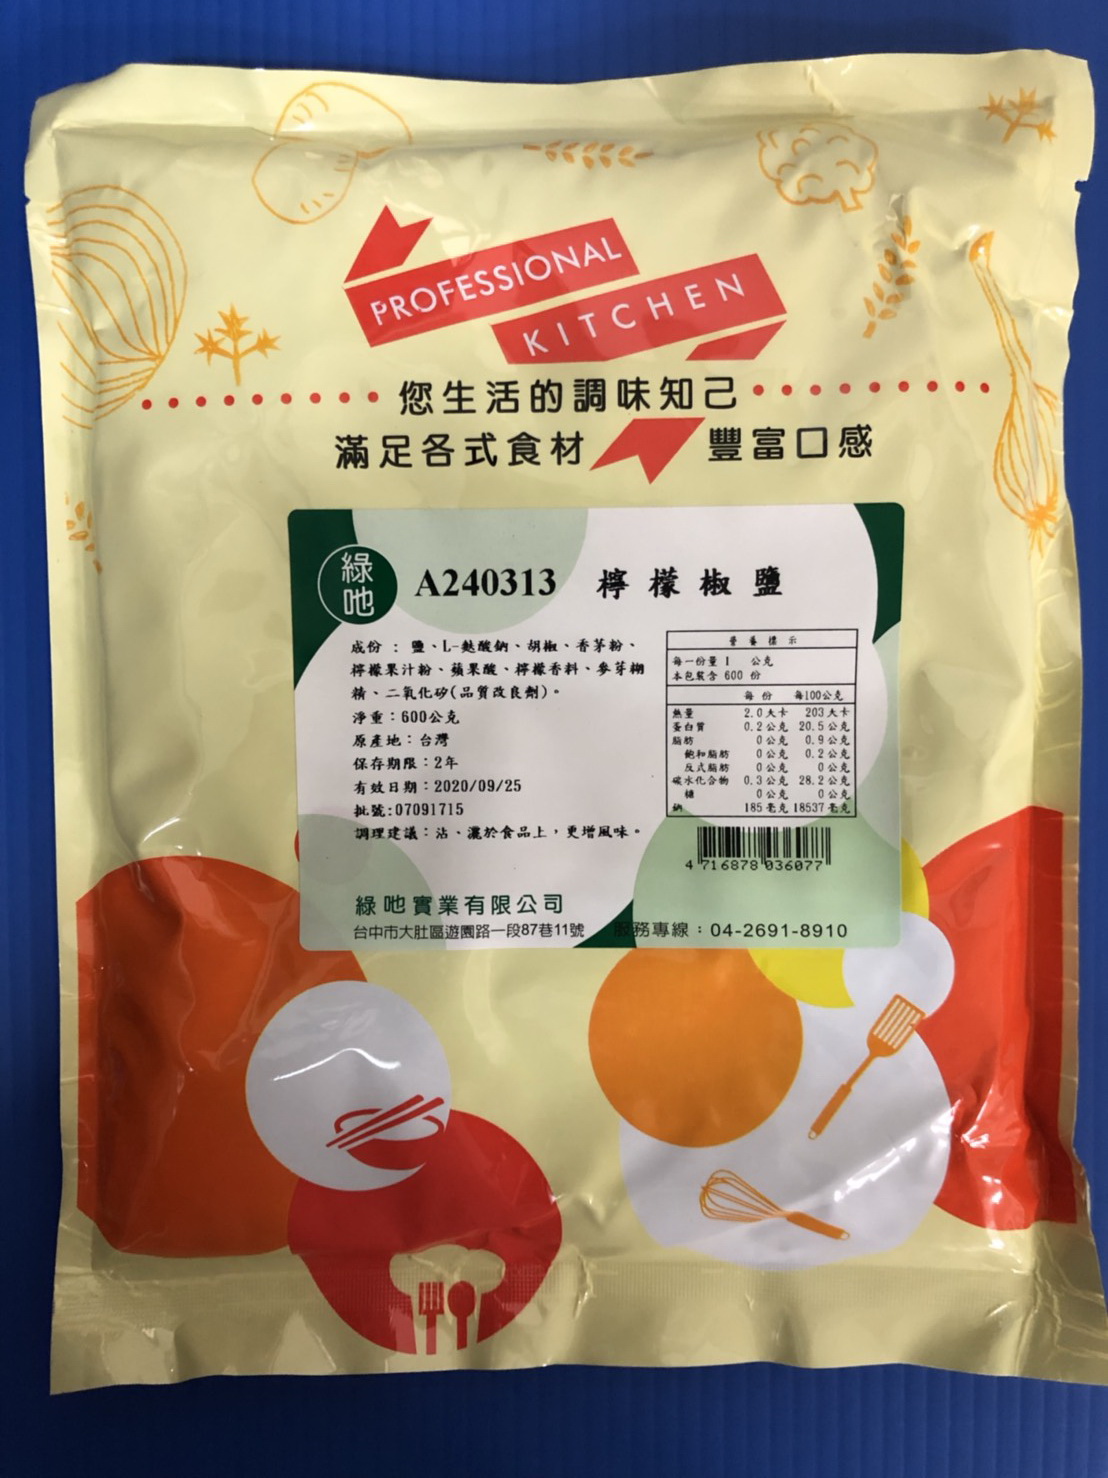 PROFESSIONAL
KITCHEN
您生活的調味知己
滿足各式食材 豐富口感
綠吔
A240313 檸檬椒鹽
成份：鹽、L-麩酸鈉、胡椒、香茅粉、
檸檬果汁粉、蘋果酸、檸檬香料、麥芽糊
精、二氧化矽(品質改良劑)。
淨重：600公克
原產地：台灣
保存期限：2年
有效日期：2020/09/25
批號:07091715
調理建議：沾、灑於食品上，更增風味。
營養標示
每一份量 1 公克
本包裝含 600 份
每份 每100公克
熱量 2.0大卡 203大卡
蛋白質 0.2公克 20.5公克
脂肪 0公克 0.9公克
飽和脂肪 0公克 0.2公克
反式脂肪 0公克 0公克
碳水化合物 0.3公克 28.2公克
糖 0公克 0公克
鈉 185毫克 18537毫克
4 716878 036077
綠吔實業有限公司
台中市大肚區遊園路一段87巷11號 服務專線：04-2691-8910